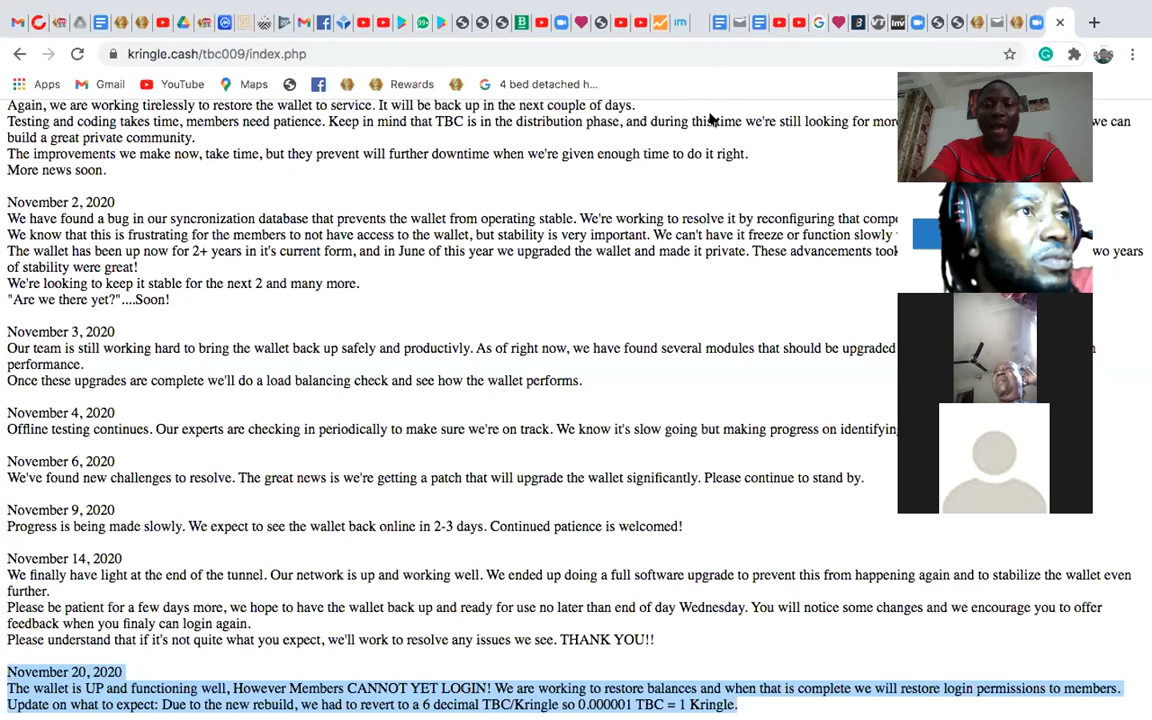 kringle.cash/tbc009/index.php
Apps Gmail YouTube Maps Rewards 4 bed detached h...
Again, we are working tirelessly to restore the wallet to service. It will be back up in the next couple of days.
Testing and coding takes time, members need patience. Keep in mind that TBC is in the distribution phase, and during this time we're still looking for more we can
build a great private community.
The improvements we make now, take time, but they prevent will further downtime when we're given enough time to do it right.
More news soon.
November 2, 2020
We have found a bug in our syncronization database that prevents the wallet from operating stable. We're working to resolve it by reconfiguring that
We know that this is frustrating for the members to not have access to the wallet, but stability is very important. We can't have it freeze or function slowly
The wallet has been up now for 2+ years in it's current form, and in June of this year we upgraded the wallet and made it private. These advancements took wo years
of stability were great!
We're looking to keep it stable for the next 2 and many more.
"Are we there yet?"....Soon!
November 3, 2020
Our team is still working hard to bring the wallet back up safely and productivly. As of right now, we have found several modules that should be upgraded
performance.
Once these upgrades are complete we'll do a load balancing check and see how the wallet performs.
November 4, 2020
Offline testing continues. Our experts are checking in periodically to make sure we're on track. We know it's slow going but making progress on identifying
November 6, 2020
We've found new challenges to resolve. The great news is we're getting a patch that will upgrade the wallet significantly. Please continue to stand by.
November 9, 2020
Progress is being made slowly. We expect to see the wallet back online in 2-3 days. Continued patience is welcomed!
November 14, 2020
We finally have light at the end of the tunnel. Our network is up and working well. We ended up doing a full software upgrade to prevent this from happening again and to stabilize the wallet even
further.
Please be patient for a few days more, we hope to have the wallet back up and ready for use no later than end of day Wednesday. You will notice some changes and we encourage you to offer
feedback when you finaly can login again.
Please understand that if it's not quite what you expect, we'll work to resolve any issues we see. THANK YOU!!
November 20, 2020
The wallet is UP and functioning well, However Members CANNOT YET LOGIN! We are working to restore balances and when that is complete we will restore login permissions to members.
Update on what to expect: Due to the new rebuild, we had to revert to a 6 decimal TBC/Kringle so 0.000001 TBC = 1 Kringle.